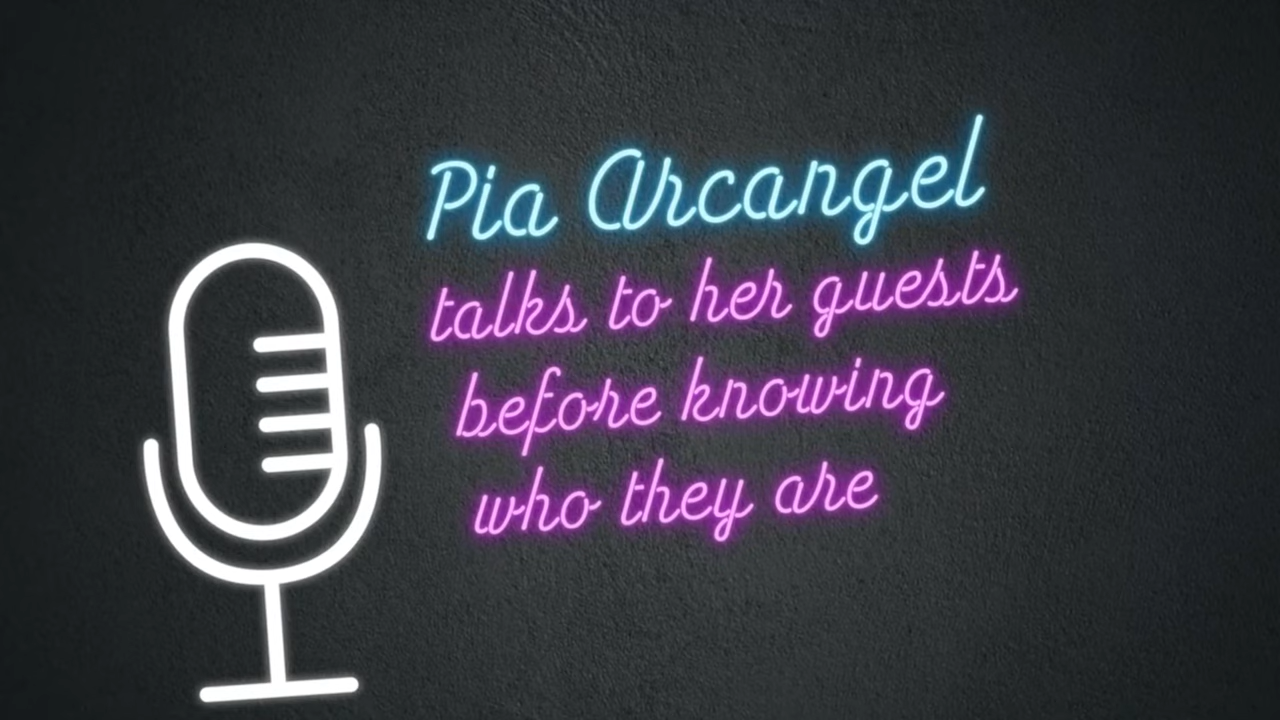 Pia Arcangel
talks to her guests
before knowing
who they are